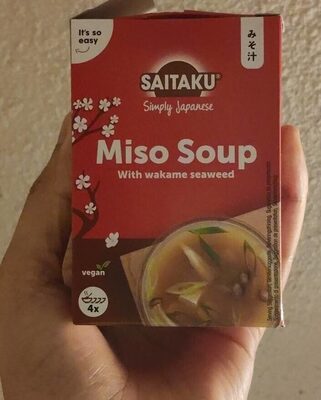 It's so
easy
みそ汁
SAITAKU®
Simply Japanese
Miso Soup
With wakame seaweed
vegan
4x